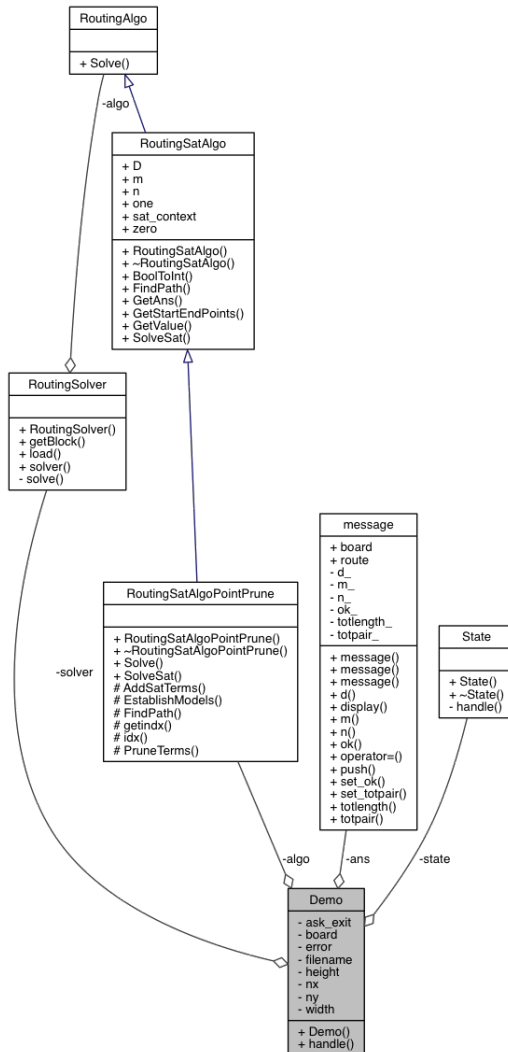 RoutingAlgo
+ Solve()
-algo
RoutingSatAlgo
+ D
+ m
+ n
+ one
+ sat_context
+ zero
+ RoutingSatAlgo()
+ ~RoutingSatAlgo()
+ BoolToInt()
+ FindPath()
+ GetAns()
+ GetStartEndPoints()
+ GetValue()
+ SolveSat()
RoutingSolver
+ RoutingSolver()
+ getBlock()
+ load()
+ solver()
- solve()
message
+ board
+ route
- d_
- m_
- n_
- ok_
- totlength_
- totpair_
+ message()
+ message()
+ message()
+ d()
+ display()
+ m()
+ n()
+ ok()
+ operator=()
+ push()
+ set_ok()
+ set_totpair()
+ totlength()
+ totpair()
RoutingSatAlgoPointPrune
+ RoutingSatAlgoPointPrune()
+ ~RoutingSatAlgoPointPrune()
+ Solve()
+ SolveSat()
# AddSatTerms()
# EstablishModels()
# FindPath()
# getindx()
# idx()
# PruneTerms()
State
+ State()
+ ~State()
- handle()
-solver
-algo
-ans
-state
Demo
- ask_exit
- board
- error
- filename
- height
- nx
- ny
- width
+ Demo()
+ handle()